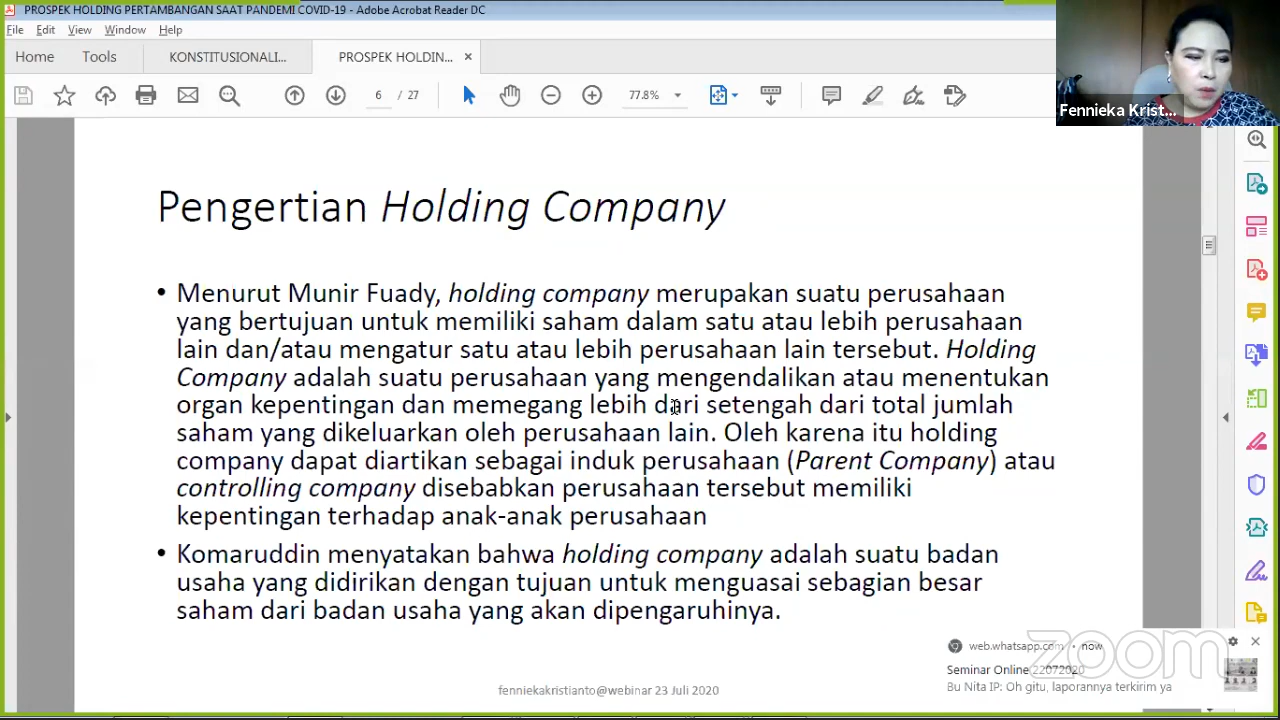 PROSPEK HOLDING PERTAMBANGAN SAAT PANDEMI COVID-19 - Adobe Acrobat Reader DC
File Edit View Window Help
Home Tools KONSTITUSIONALI... PROSPEK HOLDIN... ×
6 / 27 77.8%
Fennieka Krist...
Pengertian Holding Company
• Menurut Munir Fuady, holding company merupakan suatu perusahaan
yang bertujuan untuk memiliki saham dalam satu atau lebih perusahaan
lain dan/atau mengatur satu atau lebih perusahaan lain tersebut. Holding
Company adalah suatu perusahaan yang mengendalikan atau menentukan
organ kepentingan dan memegang lebih dari setengah dari total jumlah
saham yang dikeluarkan oleh perusahaan lain. Oleh karena itu holding
company dapat diartikan sebagai induk perusahaan (Parent Company) atau
controlling company disebabkan perusahaan tersebut memiliki
kepentingan terhadap anak-anak perusahaan
• Komaruddin menyatakan bahwa holding company adalah suatu badan
usaha yang didirikan dengan tujuan untuk menguasai sebagian besar
saham dari badan usaha yang akan dipengaruhinya.
fenniekakristianto@webinar 23 Juli 2020
zoom
web.whatsapp.com • now
Seminar Online22072020
Bu Nita IP: Oh gitu, laporannya terkirim ya